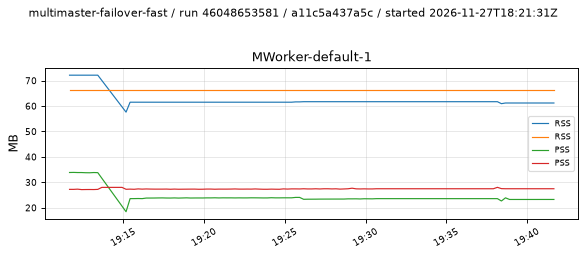 multimaster-failover-fast / run 46048653581 / a11c5a437a5c / started 2026-11-27T18:21:31Z
MWorker-default-1
MB
70
60
50
40
30
20
RSS
RSS
PSS
PSS
19:15
19:20
19:25
19:30
19:35
19:40